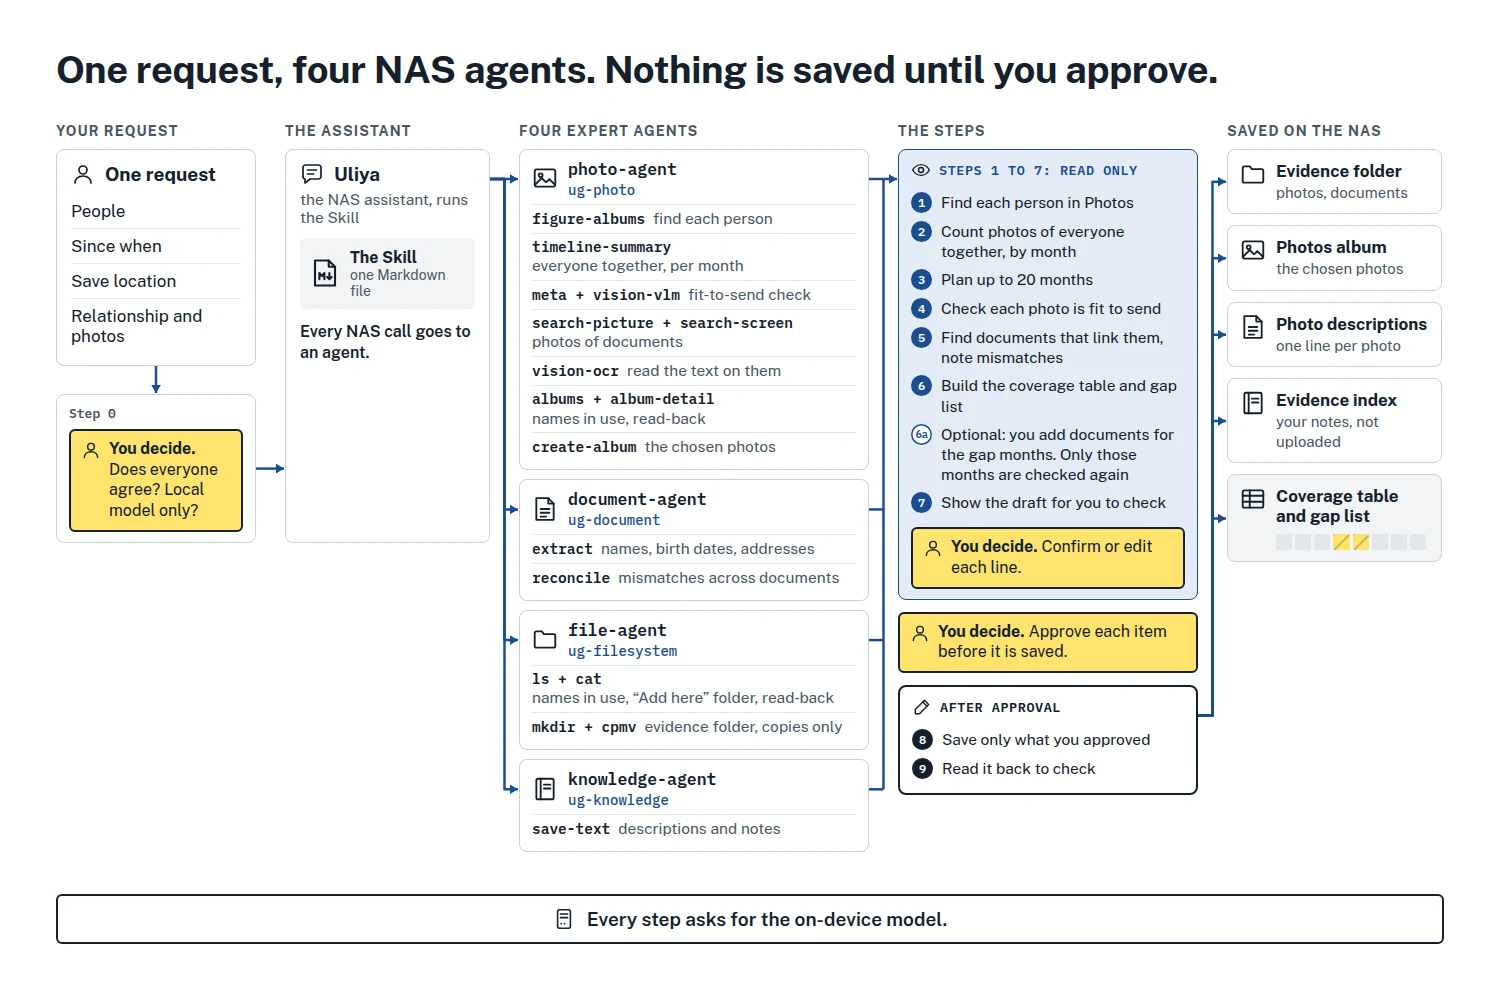 One request, four NAS agents. Nothing is saved until you approve.
YOUR REQUEST
One request
People
Since when
Save location
Relationship and
photos
Step 0
You decide.
Does everyone
agree? Local
model only?
THE ASSISTANT
Uliya
the NAS assistant, runs
the Skill
The Skill
one Markdown
file
Every NAS call goes to
an agent.
FOUR EXPERT AGENTS
photo-agent
ug-photo
figure-albums find each person
timeline-summary
everyone together, per month
meta + vision-vlm fit-to-send check
search-picture + search-screen
photos of documents
vision-ocr read the text on them
albums + album-detail
names in use, read-back
create-album the chosen photos
document-agent
ug-document
extract names, birth dates, addresses
reconcile mismatches across documents
file-agent
ug-filesystem
ls + cat
names in use, “Add here” folder, read-back
mkdir + cpmv evidence folder, copies only
knowledge-agent
ug-knowledge
save-text descriptions and notes
THE STEPS
STEPS 1 TO 7: READ ONLY
1 Find each person in Photos
2 Count photos of everyone
together, by month
3 Plan up to 20 months
4 Check each photo is fit to send
5 Find documents that link them,
note mismatches
6 Build the coverage table and gap
list
6a Optional: you add documents for
the gap months. Only those
months are checked again
7 Show the draft for you to check
You decide. Confirm or edit
each line.
You decide. Approve each item
before it is saved.
AFTER APPROVAL
8 Save only what you approved
9 Read it back to check
SAVED ON THE NAS
Evidence folder
photos, documents
Photos album
the chosen photos
Photo descriptions
one line per photo
Evidence index
your notes, not
uploaded
Coverage table
and gap list
Every step asks for the on-device model.